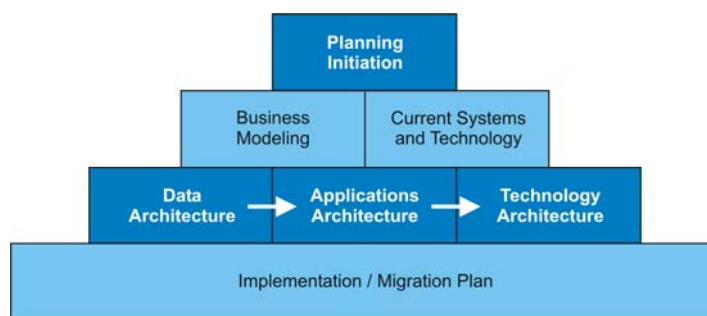 Planning
Initiation
Business
Modeling
Current Systems
and Technology
Data
Architecture
Applications
Architecture
Technology
Architecture
Implementation / Migration Plan